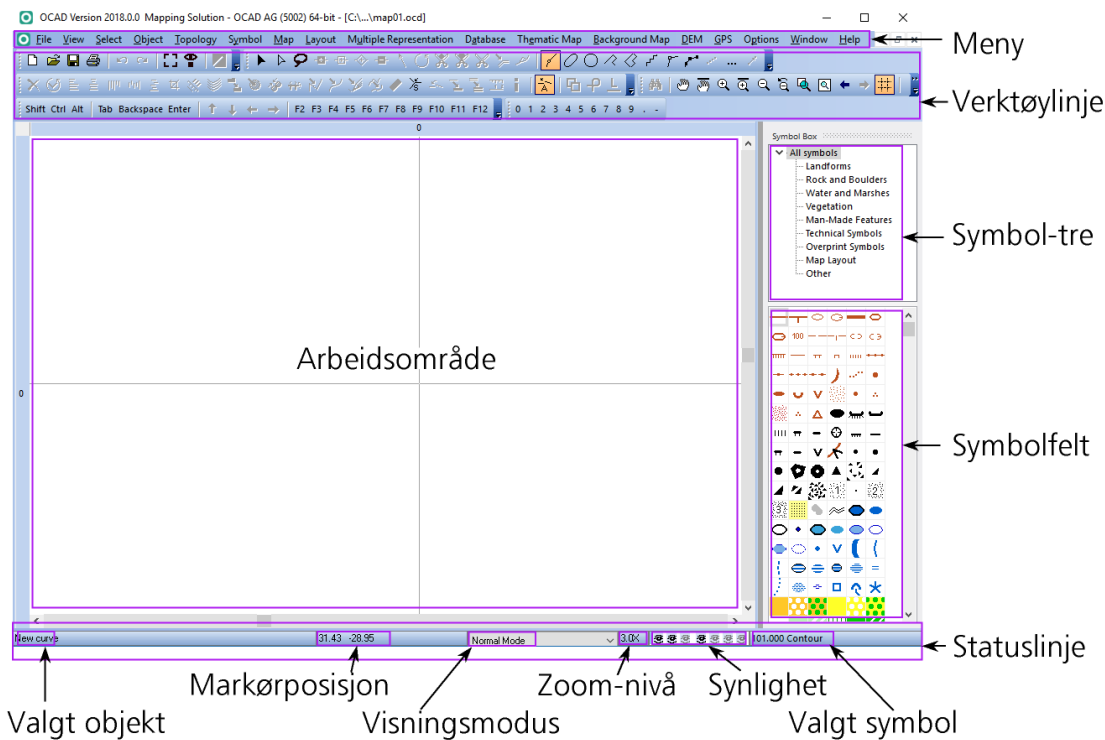 OCAD Version 2018.0.0 Mapping Solution - OCAD AG (5002) 64-bit - [C:\...\map01.ocd]
File View Select Object Topology Symbol Map Layout Multiple Representation Database Thematic Map Background Map DEM GPS Options Window Help
Meny
Verktøylinje
Shift Ctrl Alt Tab Backspace Enter F2 F3 F4 F5 F6 F7 F8 F9 F10 F11 F12 0 1 2 3 4 5 6 7 8 9 . -
0
Symbol Box
All symbols
Landforms
Rock and Boulders
Water and Marshes
Vegetation
Man-Made Features
Technical Symbols
Overprint Symbols
Map Layout
Other
Symbol-tre
100
Arbeidsområde
0
Symbolfelt
1
2
3
New curve 31.43 -28.95 Normal Mode 3.0X 101.000 Contour
Statuslinje
Markørposisjon Zoom-nivå Synlighet
Valgt objekt Visningsmodus Valgt symbol